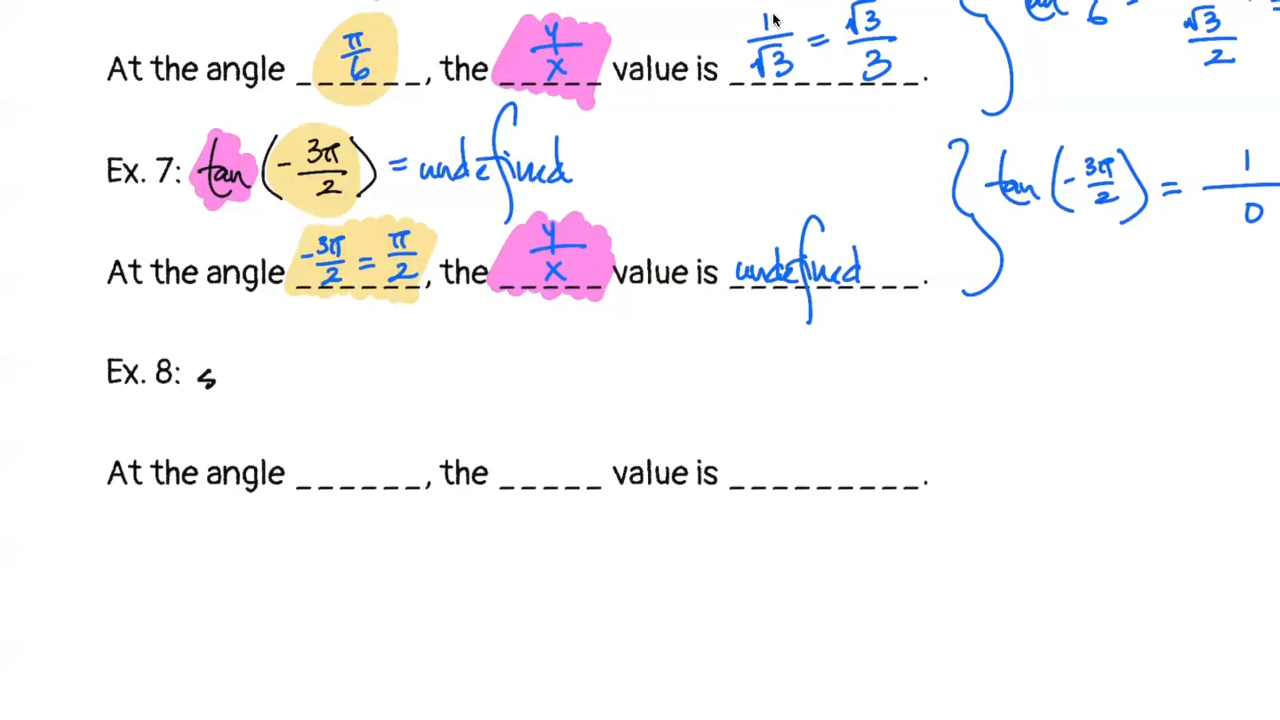 At the angle π/6, the y/x value is 1/√3 = √3/3.
6 = √3/2
Ex. 7: tan(-3π/2) = undefined
tan(-3π/2) = 1/0
At the angle -3π/2 = π/2, the y/x value is undefined.
Ex. 8: s
At the angle ______, the _____ value is _________.